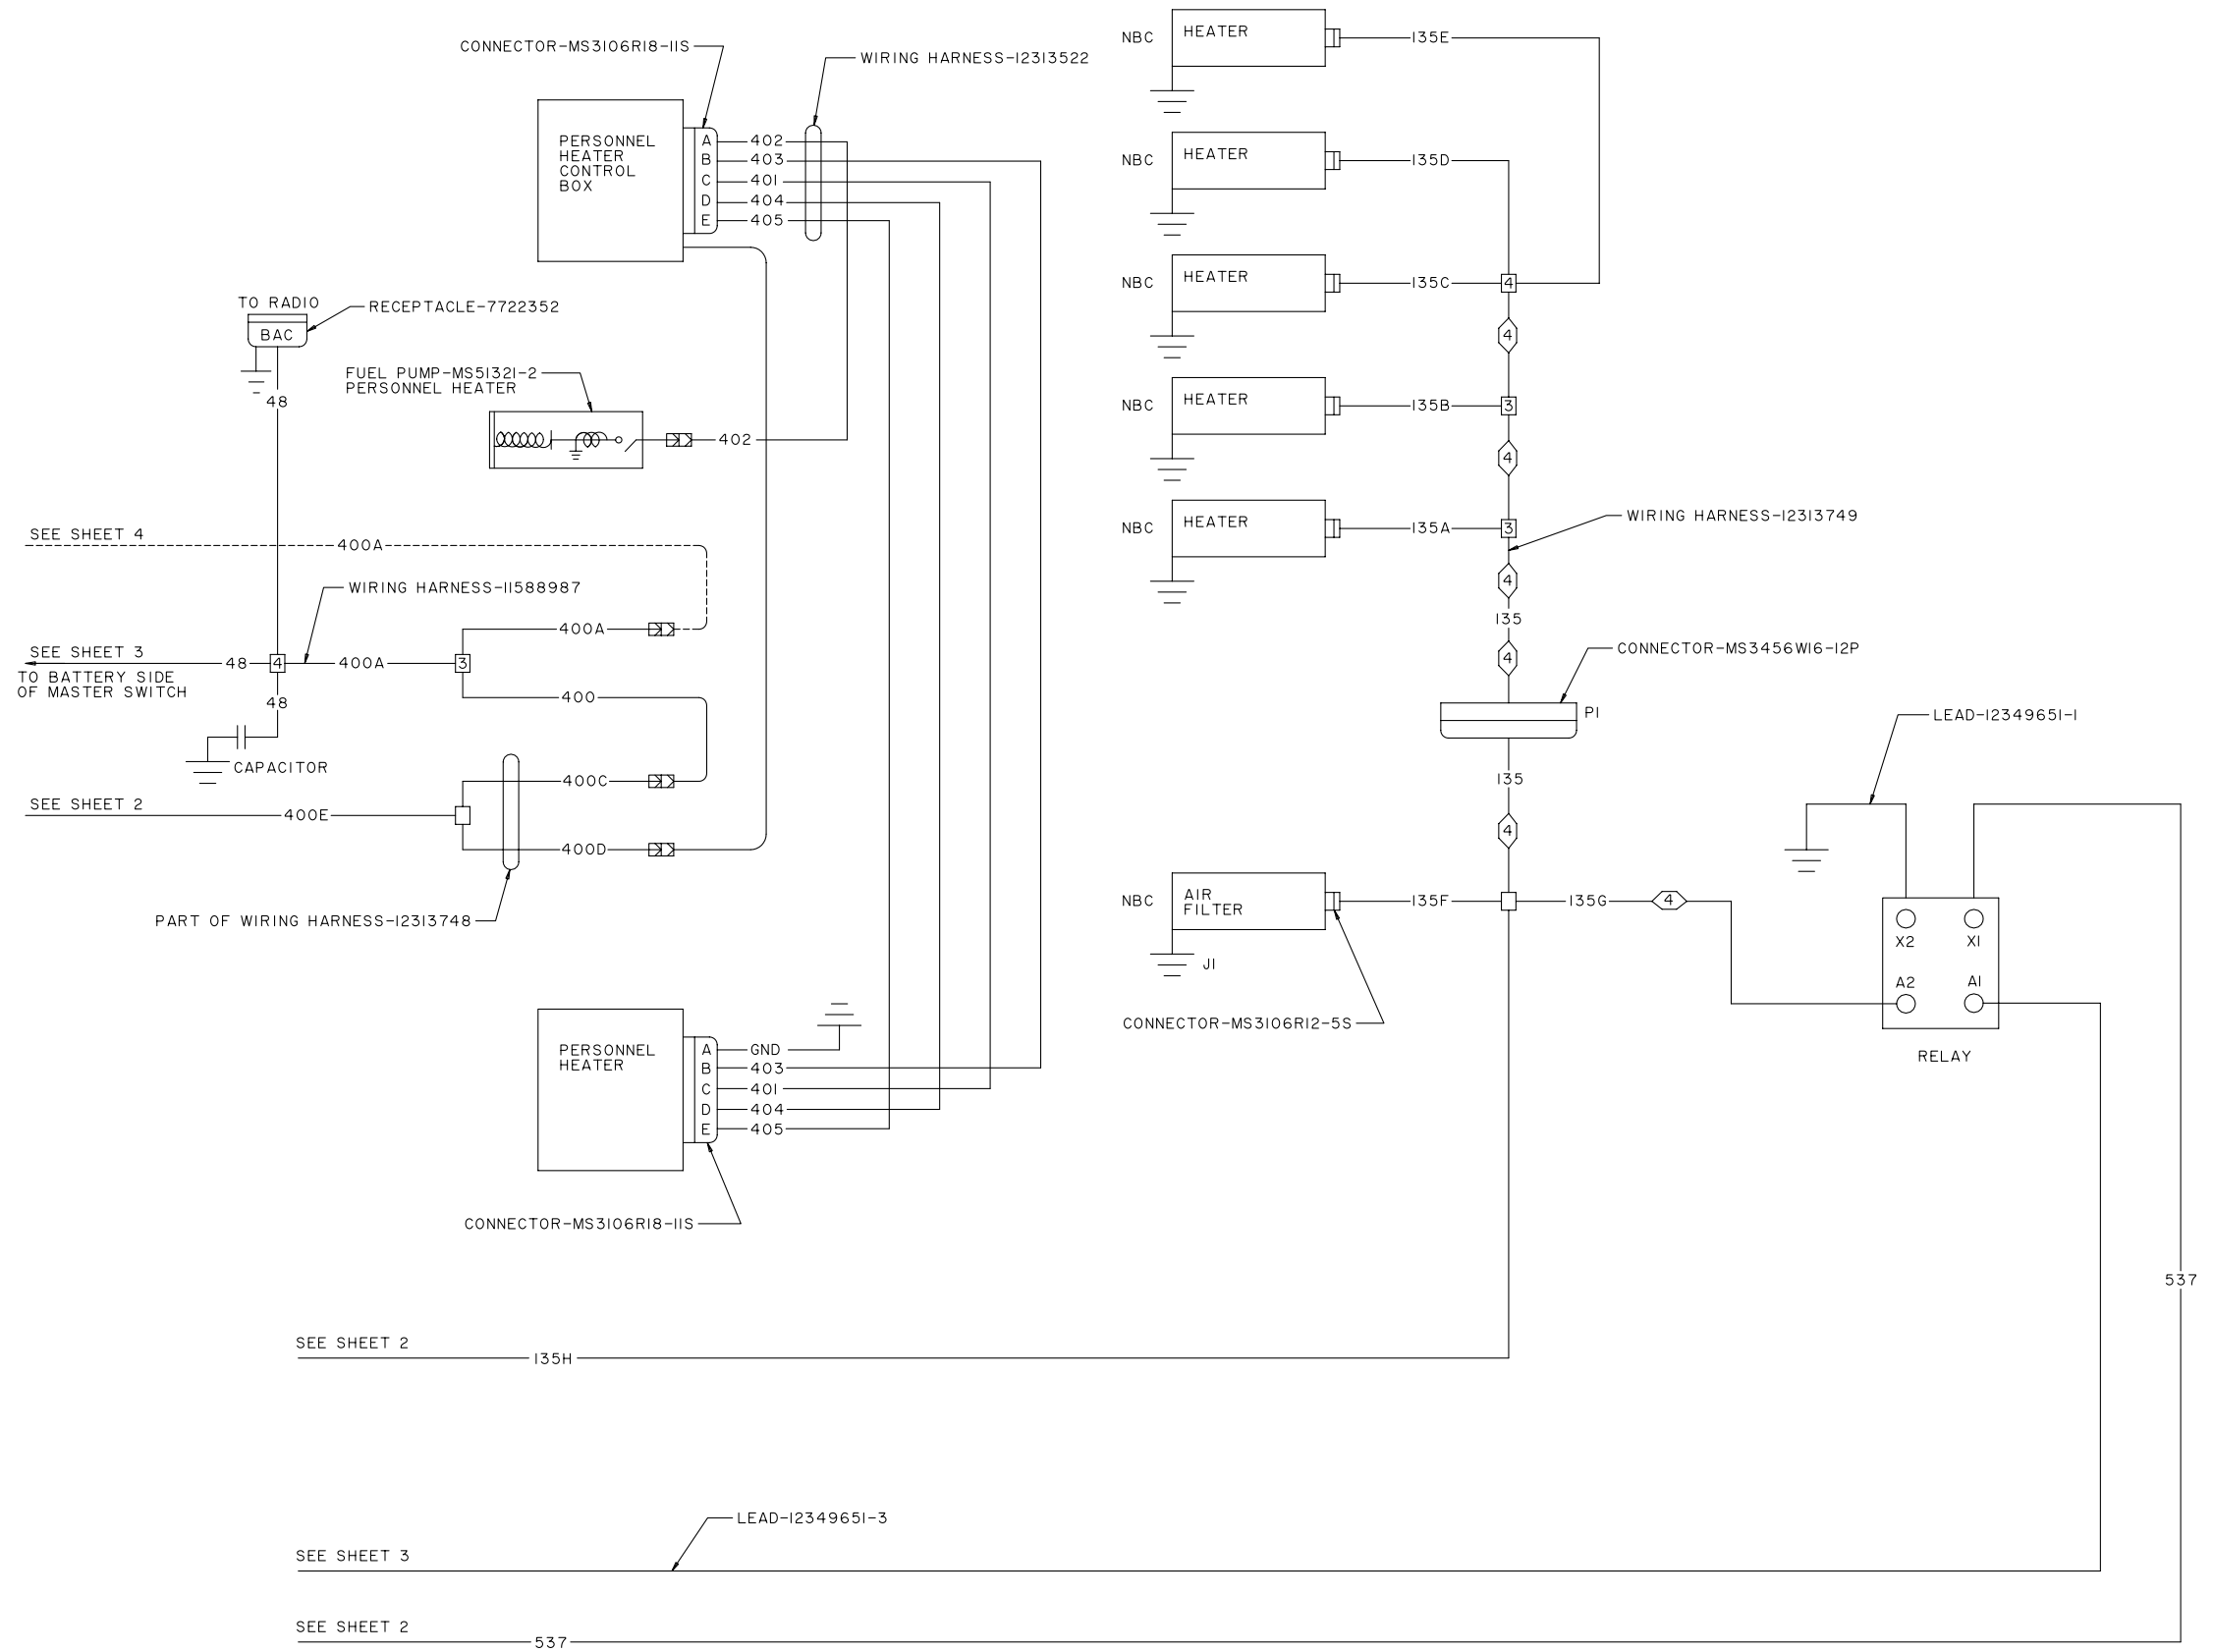 CONNECTOR-MS3106R18-11S
WIRING HARNESS-12313522
PERSONNEL
HEATER
CONTROL
BOX
A
B
C
D
E
402
403
401
404
405
TO RADIO
BAC
RECEPTACLE-7722352
48
FUEL PUMP-MS51321-2
PERSONNEL HEATER
402
SEE SHEET 4
400A
WIRING HARNESS-11588987
400A
SEE SHEET 3
48
4
400A
3
TO BATTERY SIDE
OF MASTER SWITCH
48
400
CAPACITOR
400C
SEE SHEET 2
400E
400D
PART OF WIRING HARNESS-12313748
PERSONNEL
HEATER
A
B
C
D
E
GND
403
401
404
405
CONNECTOR-MS3106R18-11S
NBC
HEATER
135E
NBC
HEATER
135D
NBC
HEATER
135C
4
4
NBC
HEATER
135B
3
4
NBC
HEATER
135A
3
WIRING HARNESS-12313749
4
135
4
CONNECTOR-MS3456W16-12P
P1
135
4
LEAD-12349651-1
NBC
AIR
FILTER
135F
135G
4
J1
CONNECTOR-MS3106R12-5S
X2
X1
A2
A1
RELAY
537
SEE SHEET 2
135H
LEAD-12349651-3
SEE SHEET 3
SEE SHEET 2
537